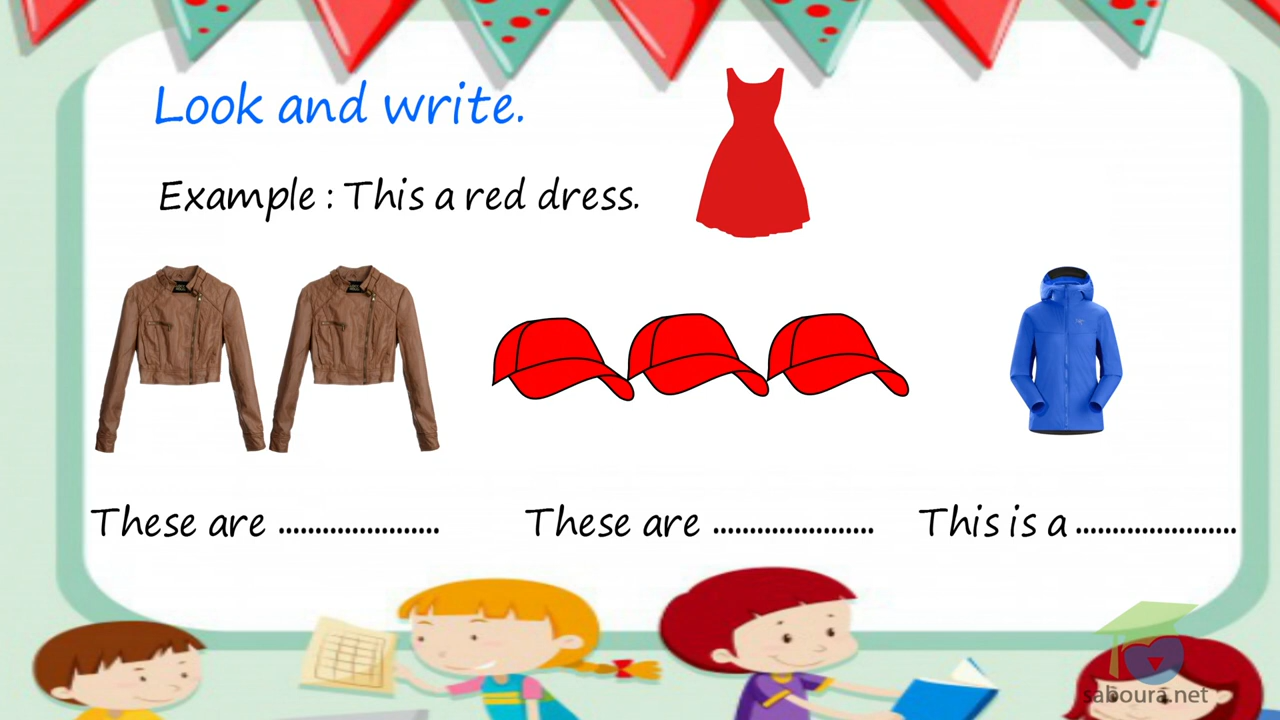 Look and write.
Example : This a red dress.
These are ......................
These are ......................
This is a ......................
saboura.net